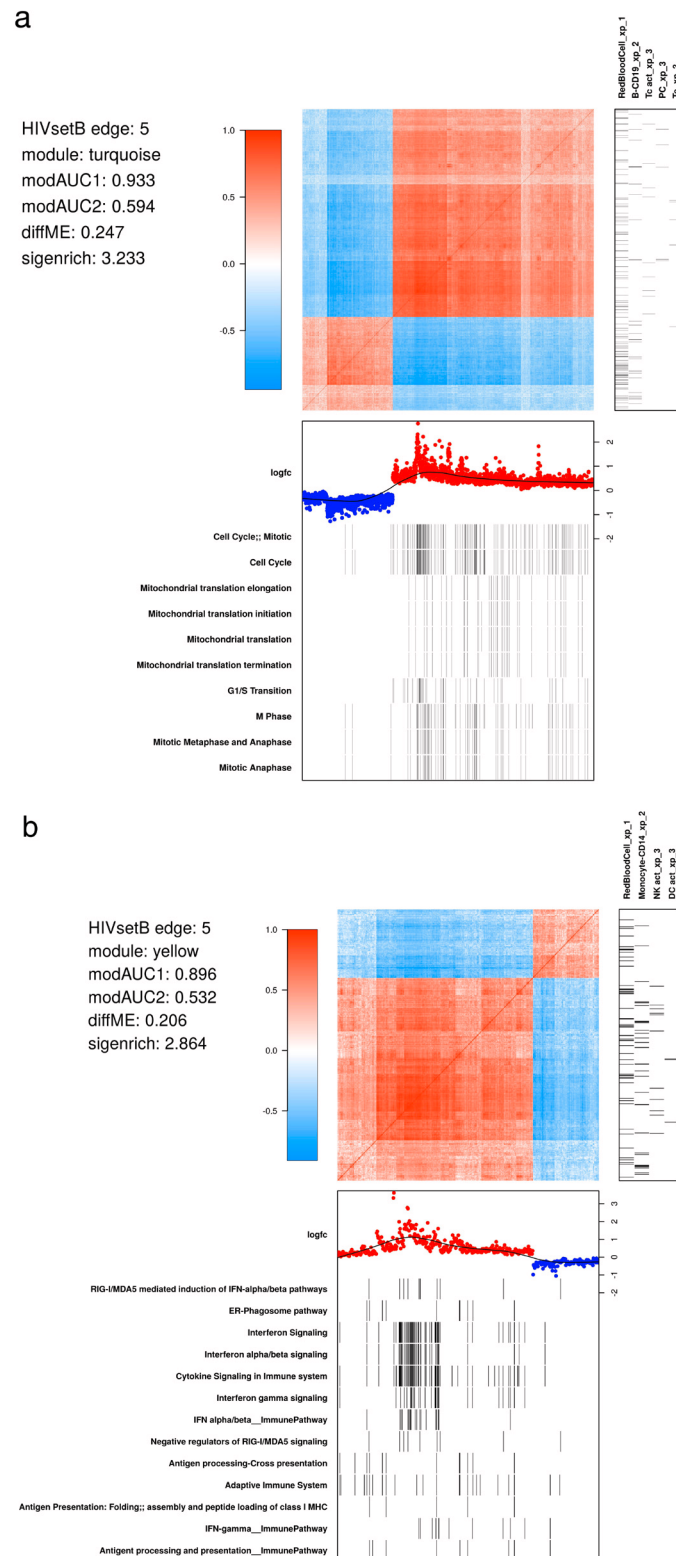 a
RedBloodCell_xp_1
B-CD19_xp_2
Tc act_xp_3
PC_xp_3
HIVsetB edge: 5
module: turquoise
modAUC1: 0.933
modAUC2: 0.594
diffME: 0.247
sigenrich: 3.233
1.0
0.5
0.0
-0.5
logfc
2
1
0
-1
-2
Cell Cycle;; Mitotic
Cell Cycle
Mitochondrial translation elongation
Mitochondrial translation initiation
Mitochondrial translation
Mitochondrial translation termination
G1/S Transition
M Phase
Mitotic Metaphase and Anaphase
Mitotic Anaphase
b
RedBloodCell_xp_1
Monocyte-CD14_xp_2
NK act_xp_3
DC act_xp_3
HIVsetB edge: 5
module: yellow
modAUC1: 0.896
modAUC2: 0.532
diffME: 0.206
sigenrich: 2.864
1.0
0.5
0.0
-0.5
logfc
3
2
1
0
-1
-2
RIG-I/MDA5 mediated induction of IFN-alpha/beta pathways
ER-Phagosome pathway
Interferon Signaling
Interferon alpha/beta signaling
Cytokine Signaling in Immune system
Interferon gamma signaling
IFN alpha/beta__ImmunePathway
Negative regulators of RIG-I/MDA5 signaling
Antigen processing-Cross presentation
Adaptive Immune System
Antigen Presentation: Folding;; assembly and peptide loading of class I MHC
IFN-gamma__ImmunePathway
Antigent processing and presentation__ImmunePathway